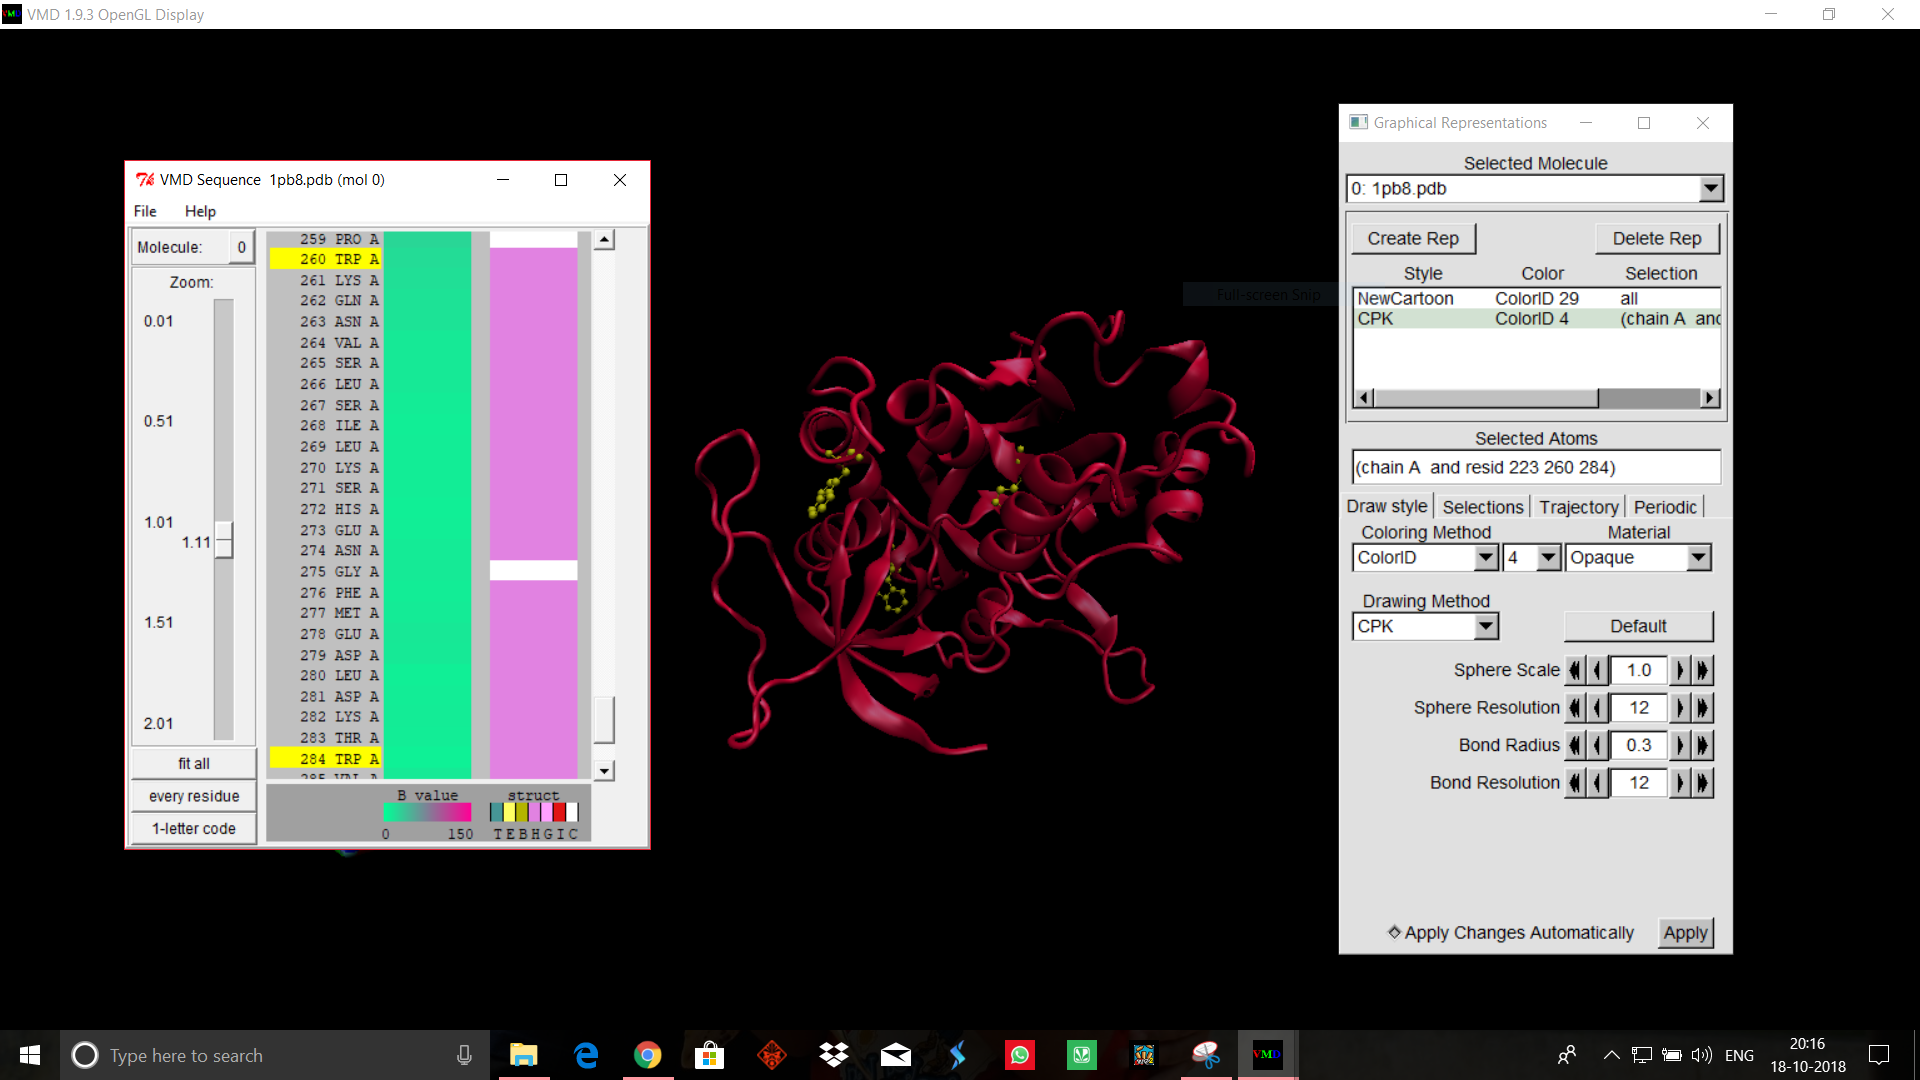 VMD 1.9.3 OpenGL Display
VMD Sequence 1pb8.pdb (mol 0)
File Help
Molecule: 0
Zoom:
0.01
0.51
1.01
1.11
1.51
2.01
fit all
every residue
1-letter code
259 PRO A
260 TRP A
261 LYS A
262 GLN A
263 ASN A
264 VAL A
265 SER A
266 LEU A
267 SER A
268 ILE A
269 LEU A
270 LYS A
271 SER A
272 HIS A
273 GLU A
274 ASN A
275 GLY A
276 PHE A
277 MET A
278 GLU A
279 ASP A
280 LEU A
281 ASP A
282 LYS A
283 THR A
284 TRP A
285 VAL A
B value struct
0 150 T E B H G I C
Full-screen Snip
Graphical Representations
Selected Molecule
0: 1pb8.pdb
Create Rep Delete Rep
Style Color Selection
NewCartoon ColorID 29 all
CPK ColorID 4 (chain A and
Selected Atoms
(chain A and resid 223 260 284)
Draw style Selections Trajectory Periodic
Coloring Method Material
ColorID 4 Opaque
Drawing Method
CPK Default
Sphere Scale 1.0
Sphere Resolution 12
Bond Radius 0.3
Bond Resolution 12
Apply Changes Automatically Apply
Type here to search
VMD
ENG
20:16
18-10-2018